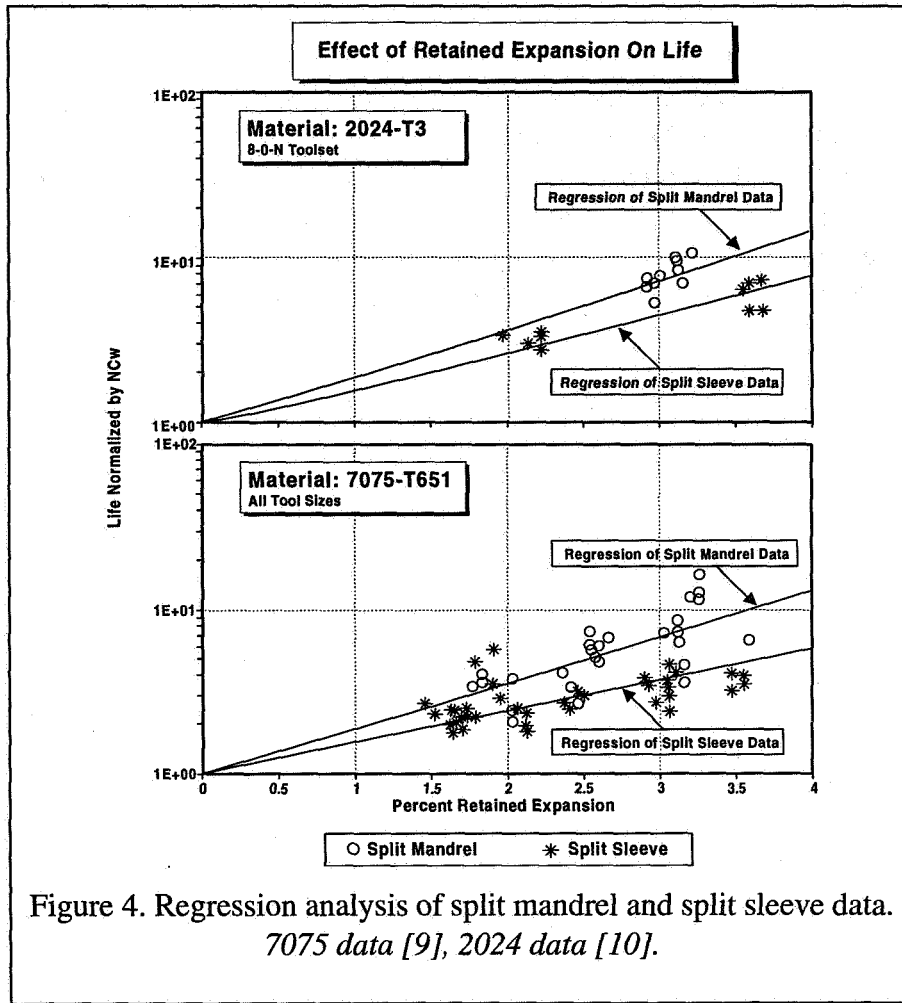 Effect of Retained Expansion On Life
1E+02
Material: 2024-T3
8-0-N Toolset
Regression of Split Mandrel Data
1E+01
Regression of Split Sleeve Data
1E+00
Life Normalized by NCw
1E+02
Material: 7075-T651
All Tool Sizes
Regression of Split Mandrel Data
1E+01
Regression of Split Sleeve Data
1E+00
0 0.5 1 1.5 2 2.5 3 3.5 4
Percent Retained Expansion
Split Mandrel Split Sleeve
Figure 4. Regression analysis of split mandrel and split sleeve data.
7075 data [9], 2024 data [10].